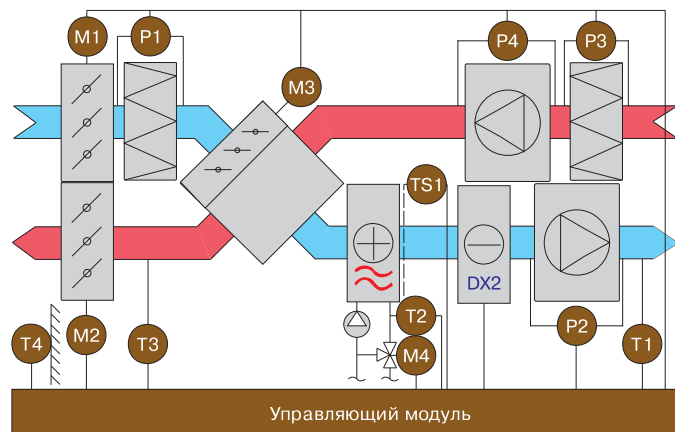 M1
P1
P4
P3
M3
TS1
DX2
T2
T4
M2
T3
M4
P2
T1
Управляющий модуль